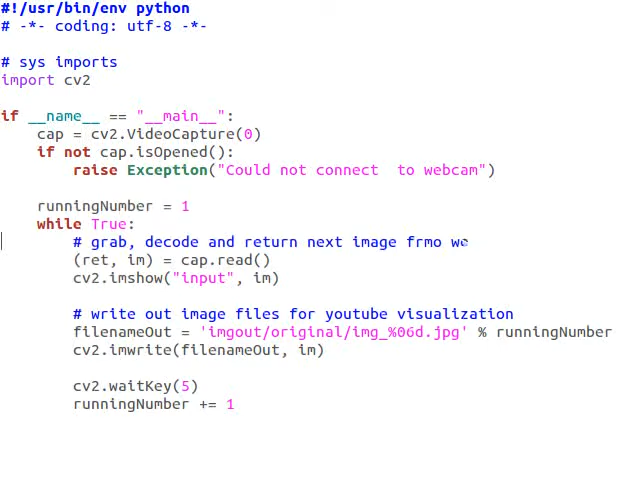 #!/usr/bin/env python
# -*- coding: utf-8 -*-
# sys imports
import cv2
if __name__ == "__main__":
    cap = cv2.VideoCapture(0)
    if not cap.isOpened():
        raise Exception("Could not connect  to webcam")
    runningNumber = 1
    while True:
        # grab, decode and return next image frmo we
        (ret, im) = cap.read()
        cv2.imshow("input", im)
        # write out image files for youtube visualization
        filenameOut = 'imgout/original/img_%06d.jpg' % runningNumber
        cv2.imwrite(filenameOut, im)
        cv2.waitKey(5)
        runningNumber += 1